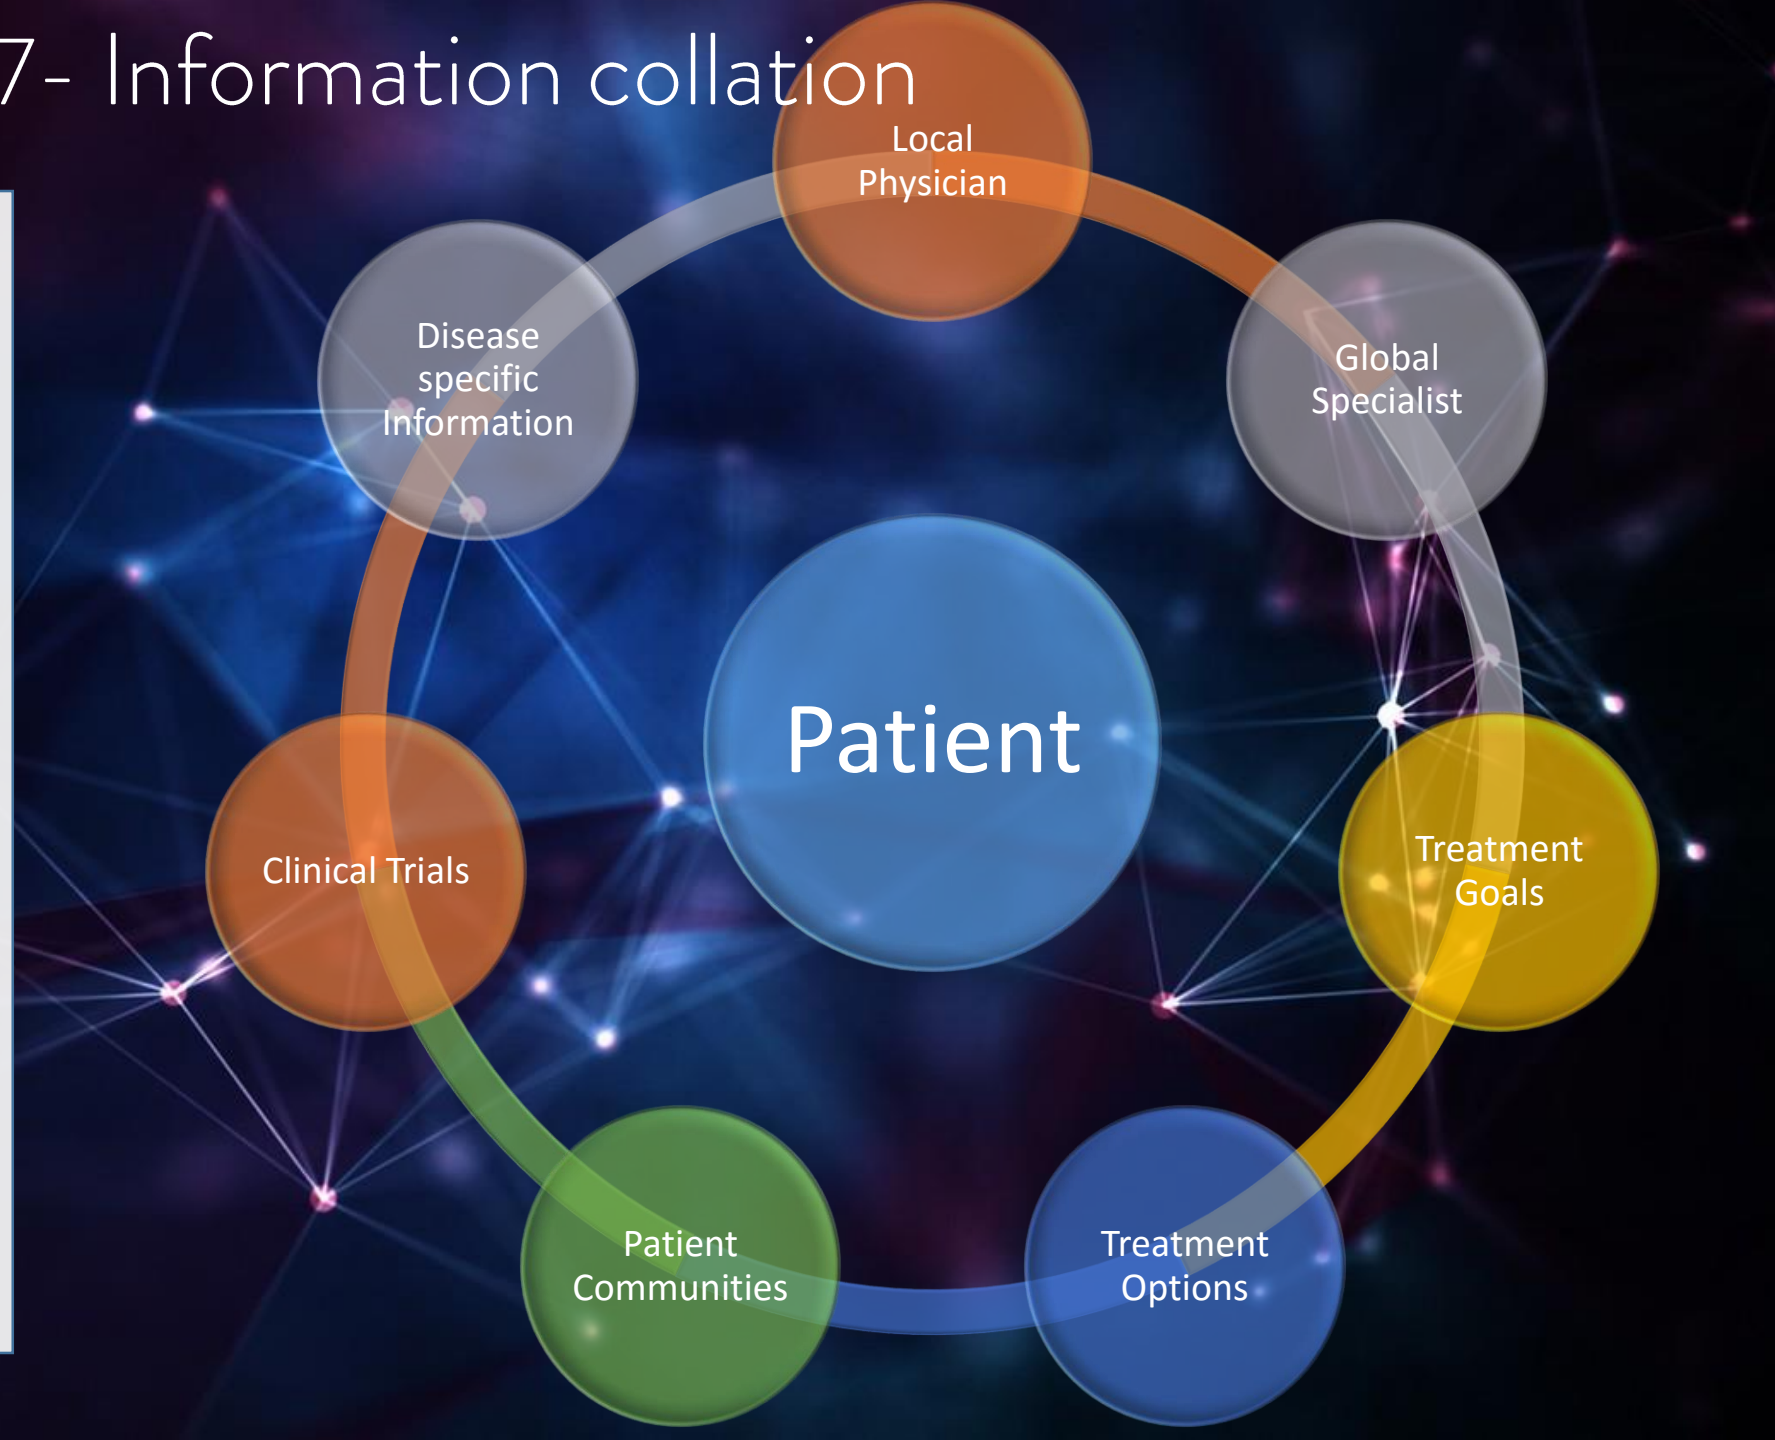 7- Information collation
Local
Physician
Global
Specialist
Treatment
Goals
Treatment
Options
Patient
Communities
Clinical Trials
Disease
specific
Information
Patient